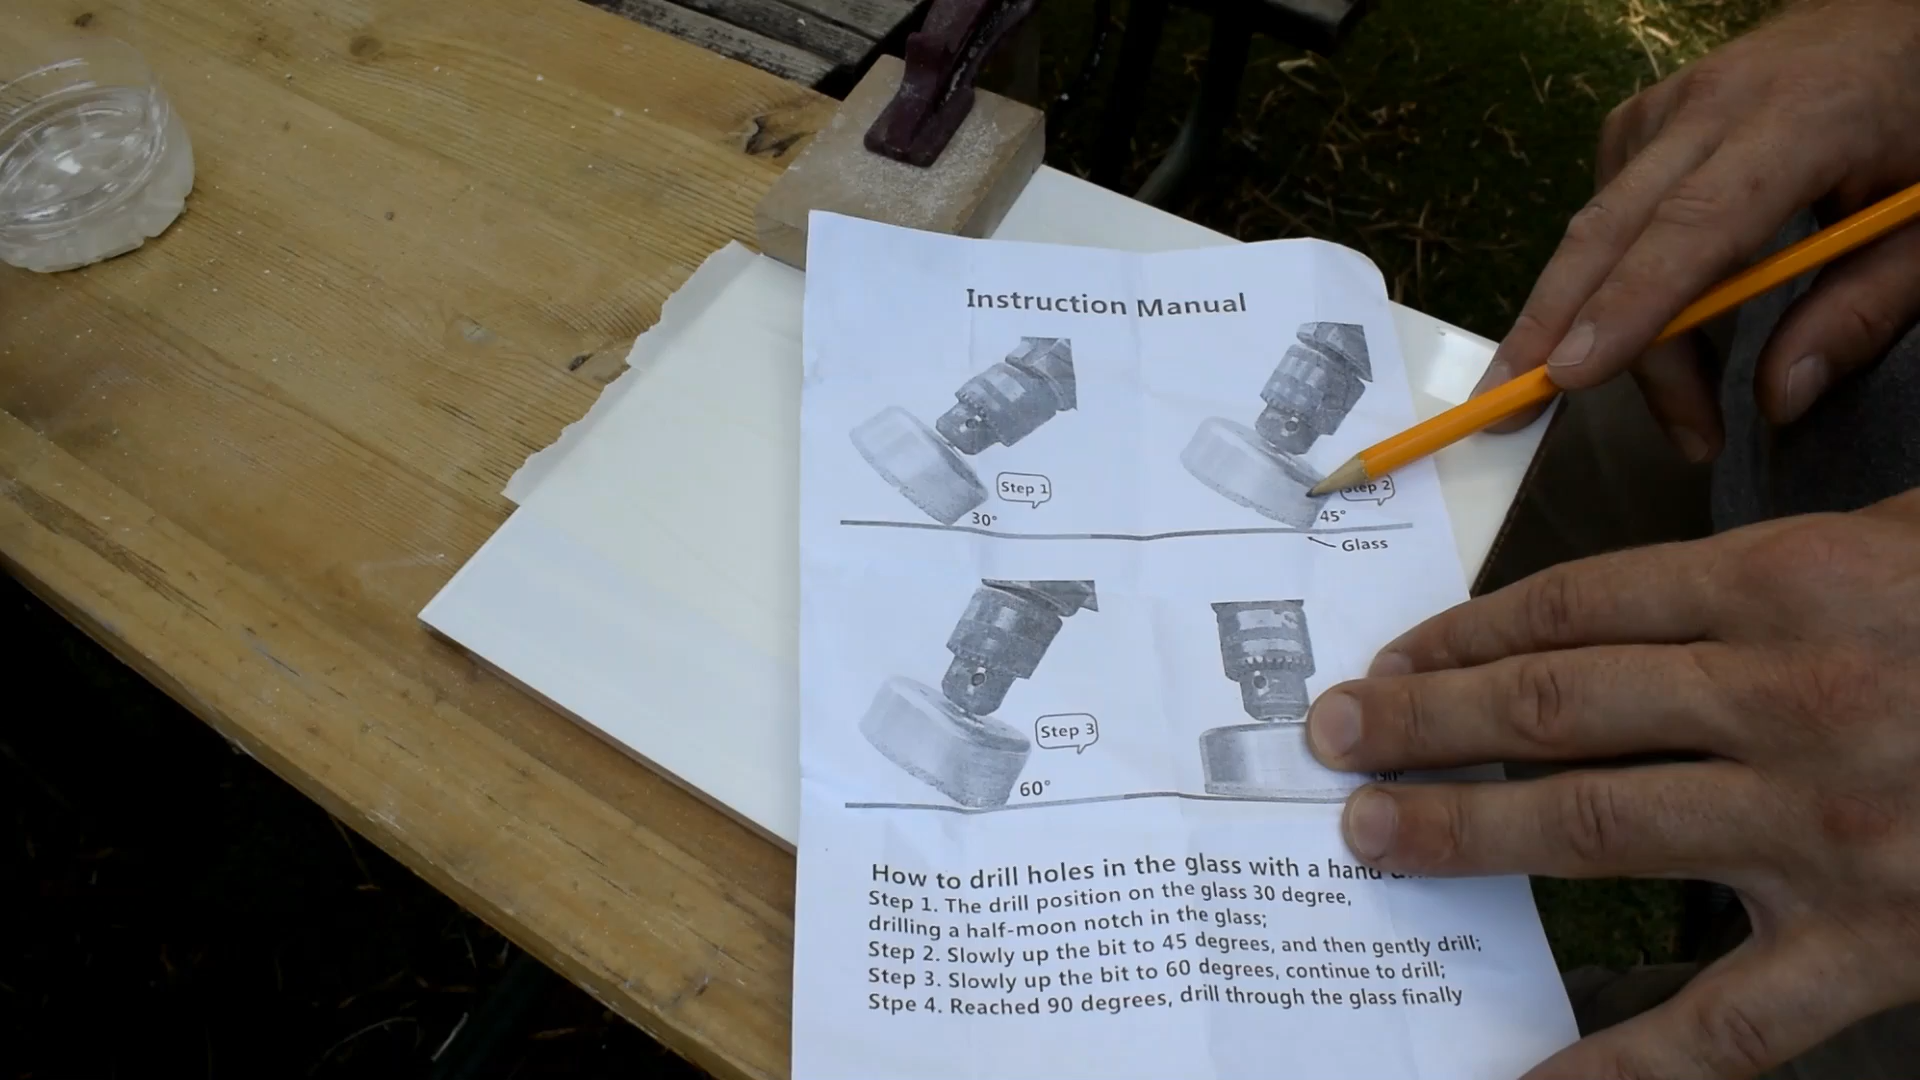 Instruction Manual
Step 1
30°
Step 2
45°
Glass
Step 3
60°
90°
How to drill holes in the glass with a hand
Step 1. The drill position on the glass 30 degree,
drilling a half-moon notch in the glass;
Step 2. Slowly up the bit to 45 degrees, and then gently drill;
Step 3. Slowly up the bit to 60 degrees, continue to drill;
Stpe 4. Reached 90 degrees, drill through the glass finally